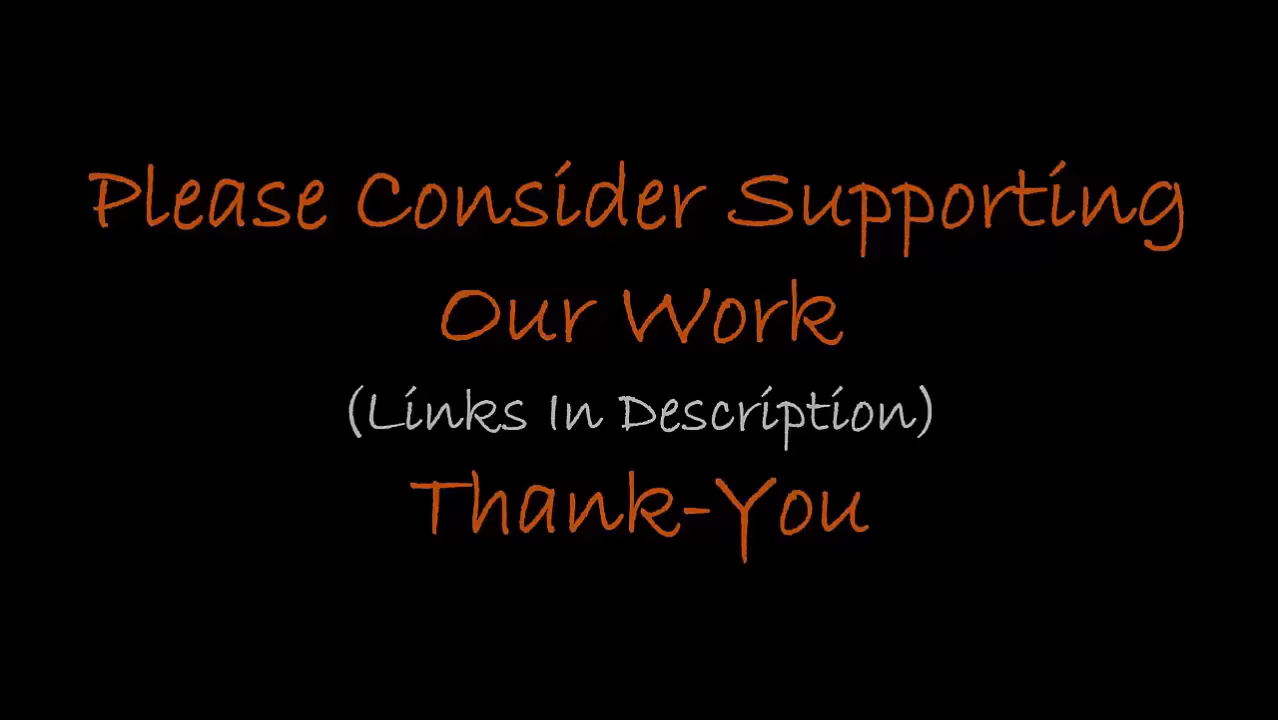 Please Consider Supporting
Our Work
(Links In Description)
Thank-You